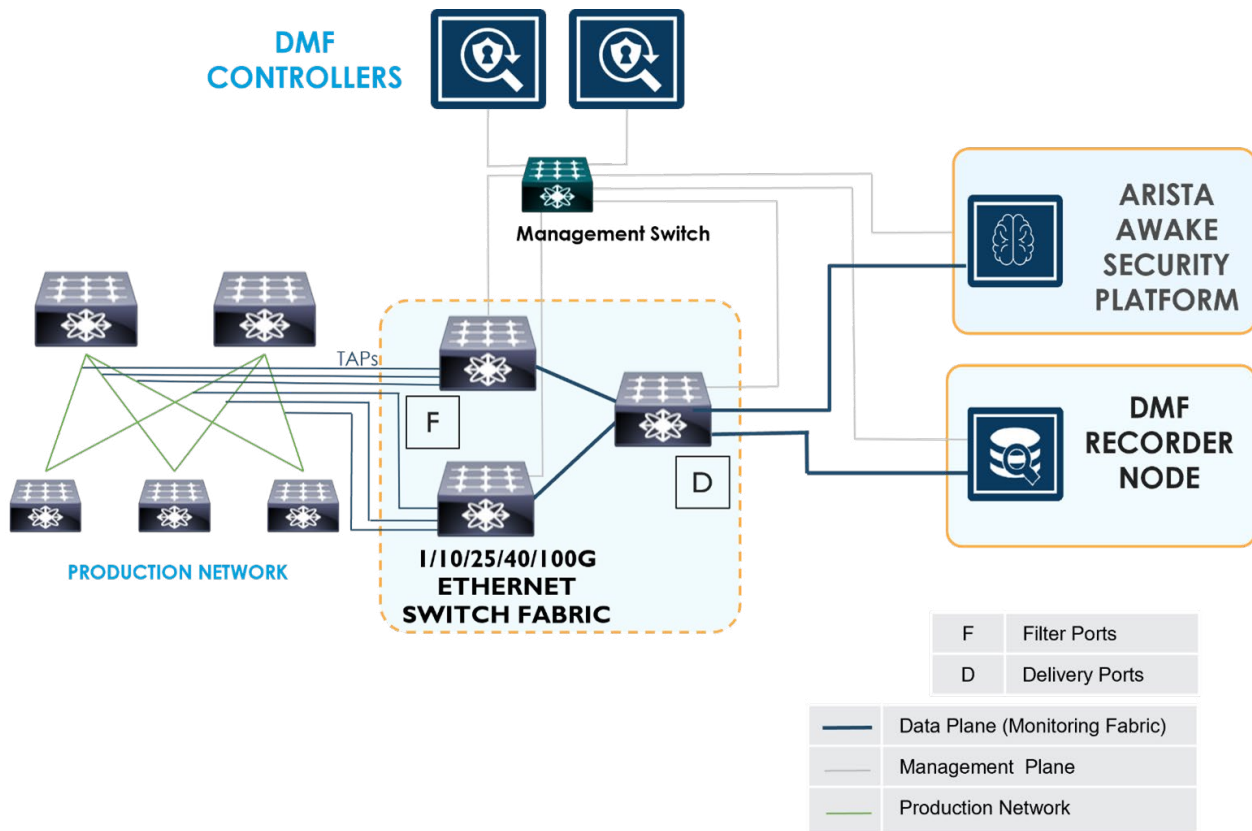 DMF
CONTROLLERS
Management Switch
ARISTA
AWAKE
SECURITY
PLATFORM
TAPs
F
D
DMF
RECORDER
NODE
PRODUCTION NETWORK
1/10/25/40/100G
ETHERNET
SWITCH FABRIC
F Filter Ports
D Delivery Ports
Data Plane (Monitoring Fabric)
Management Plane
Production Network